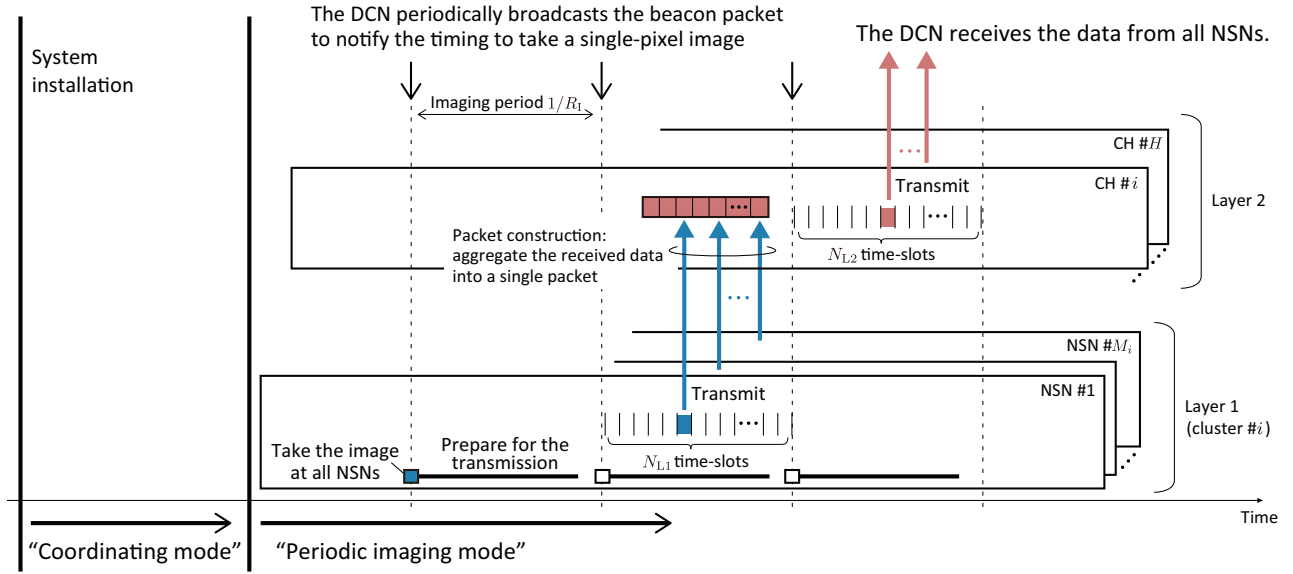 The DCN periodically broadcasts the beacon packet
to notify the timing to take a single-pixel image
The DCN receives the data from all NSNs.
System
installation
Imaging period 1/R_I
CH #H
CH #i
Layer 2
Transmit
...
...
N_L2 time-slots
Packet construction:
aggregate the received data
into a single packet
NSN #M_i
NSN #1
Layer 1
(cluster #i)
Transmit
N_L1 time-slots
Take the image
at all NSNs
Prepare for the
transmission
Time
“Coordinating mode”
“Periodic imaging mode”